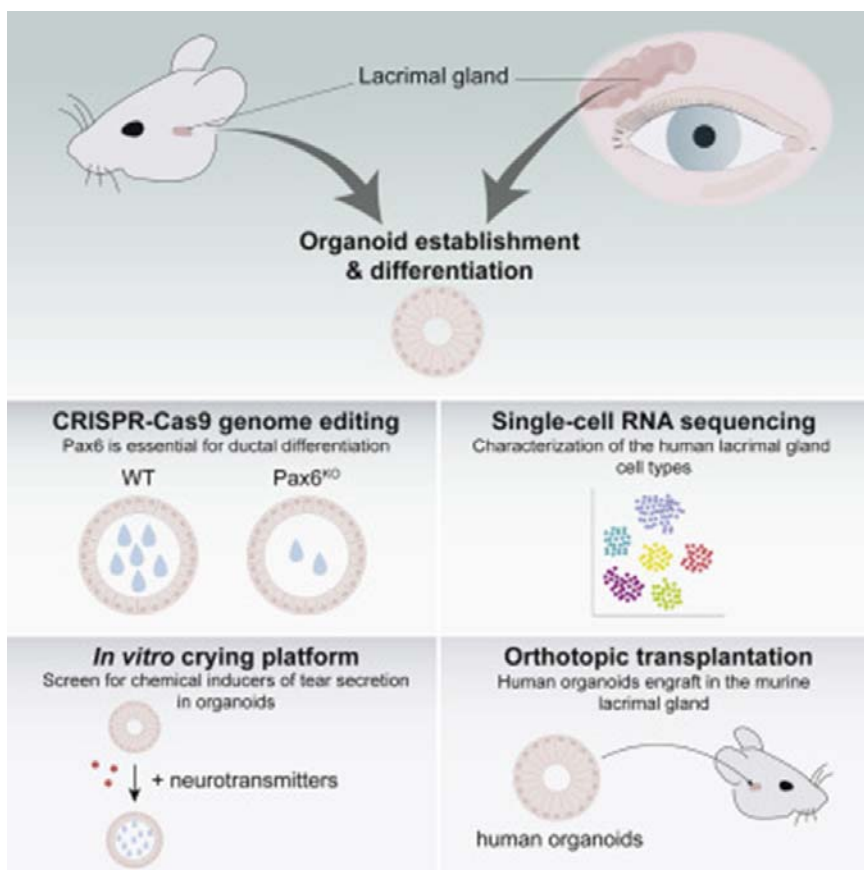 Lacrimal gland
Organoid establishment
& differentiation
CRISPR-Cas9 genome editing
Pax6 is essential for ductal differentiation
WT
Pax6ᴷᴼ
Single-cell RNA sequencing
Characterization of the human lacrimal gland
cell types
In vitro crying platform
Screen for chemical inducers of tear secretion
in organoids
+ neurotransmitters
Orthotopic transplantation
Human organoids engraft in the murine
lacrimal gland
human organoids